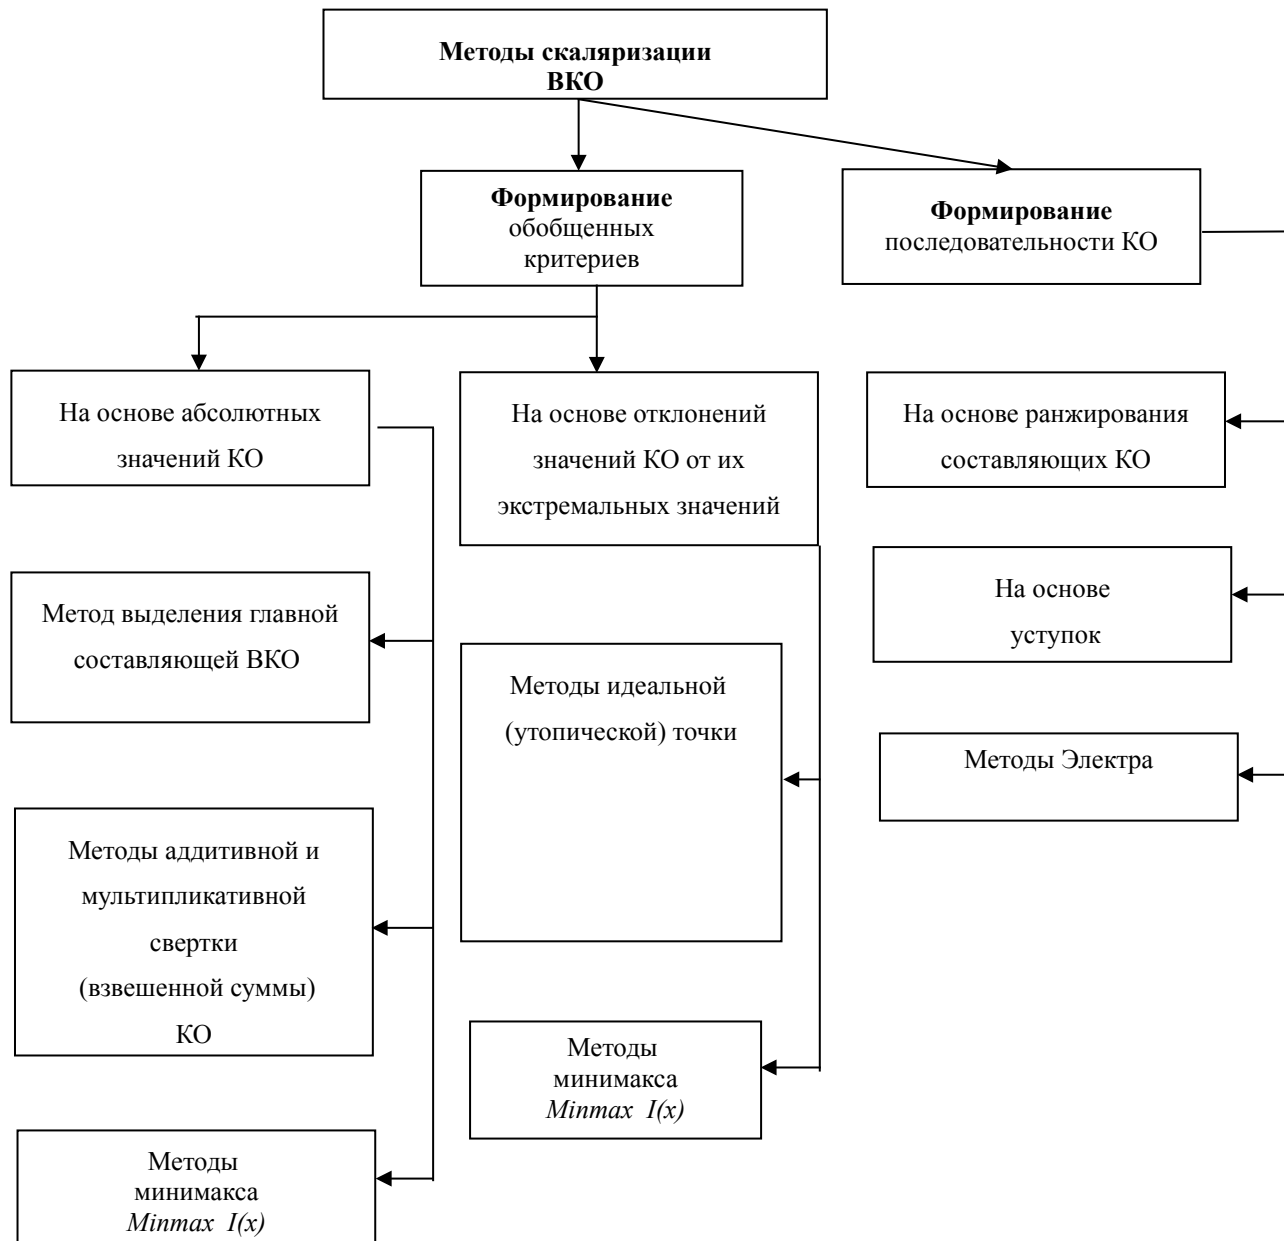 Методы скаляризации
ВКО
Формирование
обобщенных
критериев
Формирование
последовательности КО
На основе абсолютных
значений КО
На основе отклонений
значений КО от их
экстремальных значений
На основе ранжирования
составляющих КО
Метод выделения главной
составляющей ВКО
Методы идеальной
(утопической) точки
На основе
уступок
Методы Электра
Методы аддитивной и
мультипликативной
свертки
(взвешенной суммы)
КО
Методы
минимакса
Minmax I(x)
Методы
минимакса
Minmax I(x)